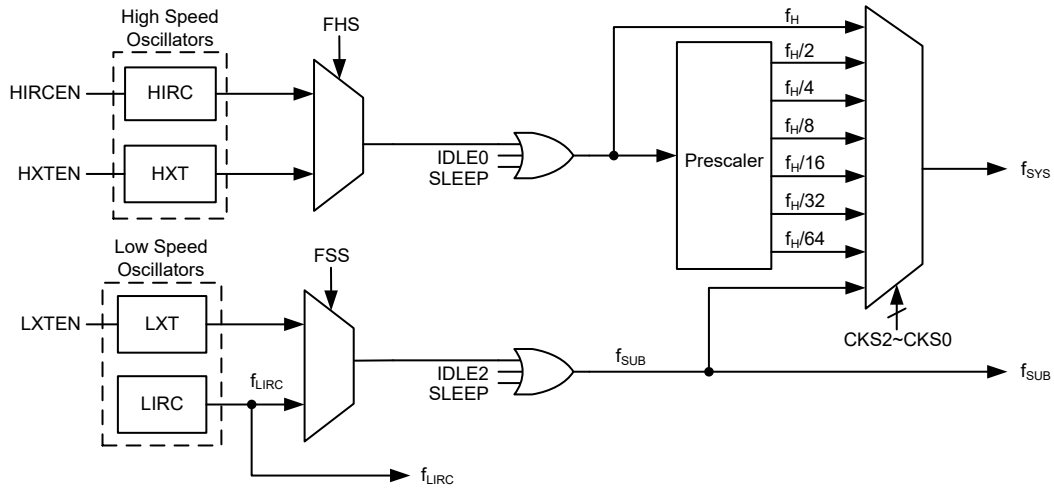 High Speed
Oscillators
FHS
HIRCEN
HIRC
HXTEN
HXT
IDLE0
SLEEP
Prescaler
fH
fH/2
fH/4
fH/8
fH/16
fH/32
fH/64
fSYS
CKS2~CKS0
Low Speed
Oscillators
FSS
LXTEN
LXT
LIRC
fLIRC
IDLE2
SLEEP
fSUB
fSUB
fLIRC